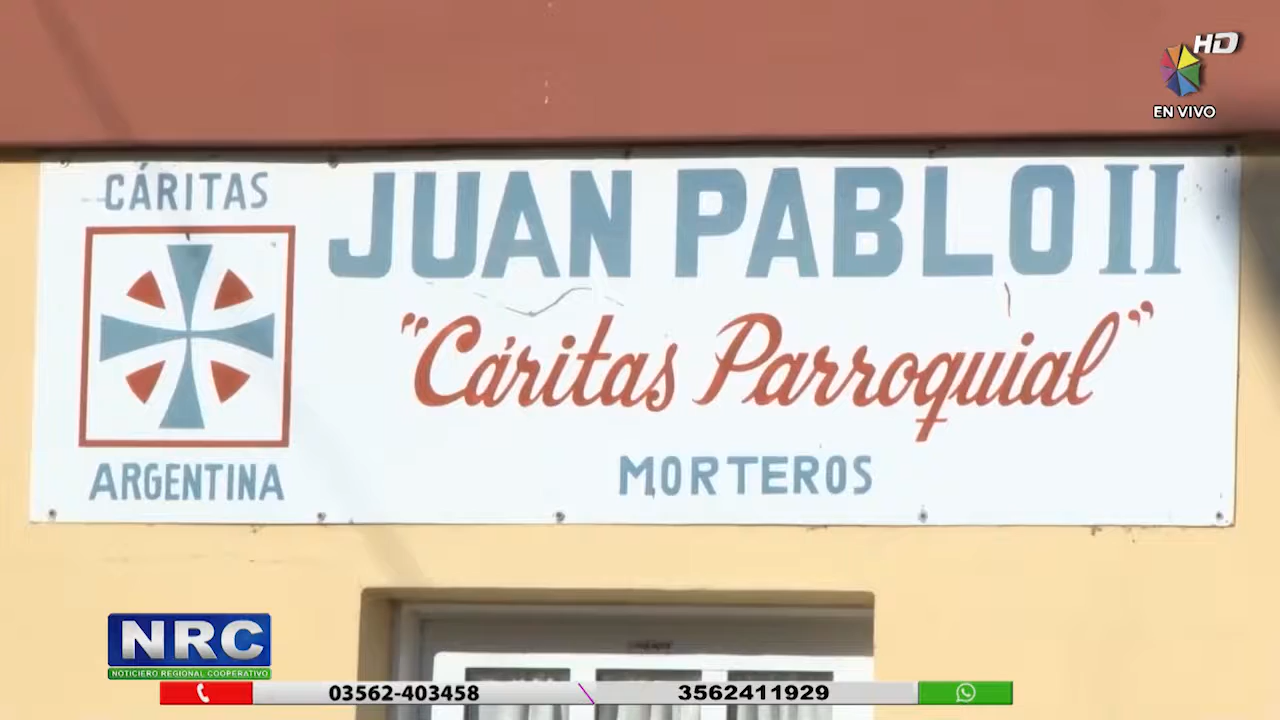 HD
EN VIVO
CÁRITAS
ARGENTINA
JUAN PABLO II
"Cáritas Parroquial"
MORTEROS
NRC
NOTICIERO REGIONAL COOPERATIVO
03562-403458
3562411929